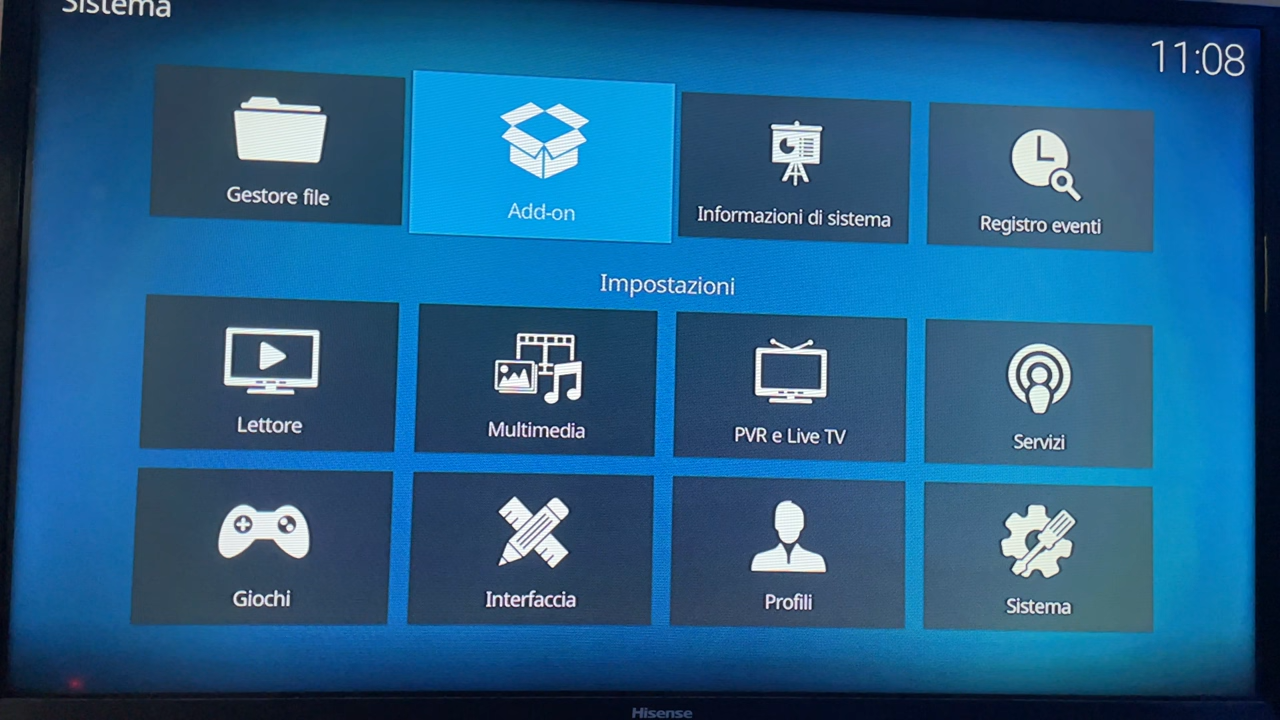 Sistema
11:08
Gestore file
Add-on
Informazioni di sistema
Registro eventi
Impostazioni
Lettore
Multimedia
PVR e Live TV
Servizi
Giochi
Interfaccia
Profili
Sistema
Hisense